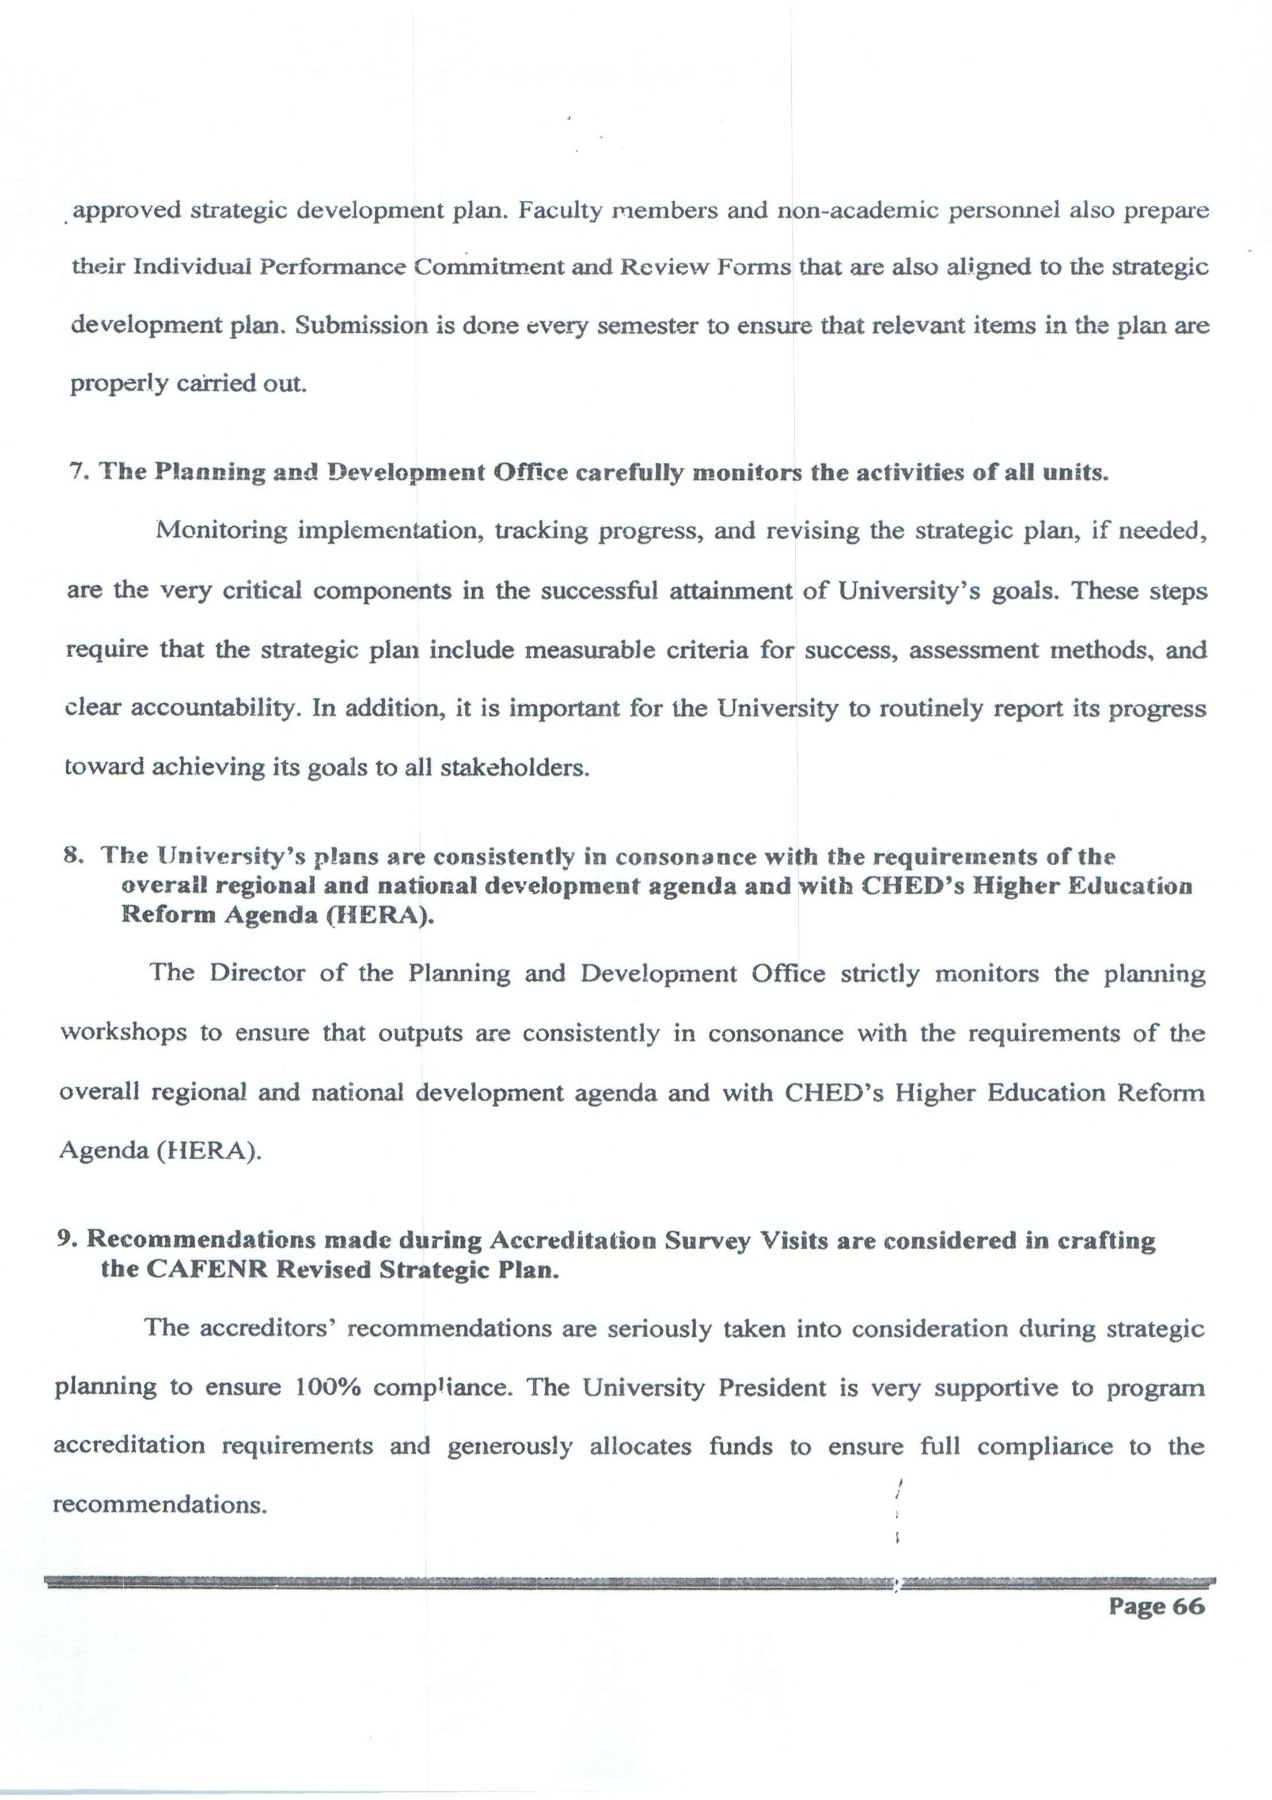 approved strategic development plan. Faculty members and non-academic personnel also prepare
their Individual Performance Commitment and Review Forms that are also aligned to the strategic
development plan. Submission is done every semester to ensure that relevant items in the plan are
properly carried out.
7. The Planning and Development Office carefully monitors the activities of all units.
Monitoring implementation, tracking progress, and revising the strategic plan, if needed,
are the very critical components in the successful attainment of University's goals. These steps
require that the strategic plan include measurable criteria for success, assessment methods, and
clear accountability. In addition, it is important for the University to routinely report its progress
toward achieving its goals to all stakeholders.
8. The University's plans are consistently in consonance with the requirements of the
overall regional and national development agenda and with CHED's Higher Education
Reform Agenda (HERA).
The Director of the Planning and Development Office strictly monitors the planning
workshops to ensure that outputs are consistently in consonance with the requirements of the
overall regional and national development agenda and with CHED's Higher Education Reform
Agenda (HERA).
9. Recommendations made during Accreditation Survey Visits are considered in crafting
the CAFENR Revised Strategic Plan.
The accreditors' recommendations are seriously taken into consideration during strategic
planning to ensure 100% compliance. The University President is very supportive to program
accreditation requirements and generously allocates funds to ensure full compliance to the
recommendations.
Page 66